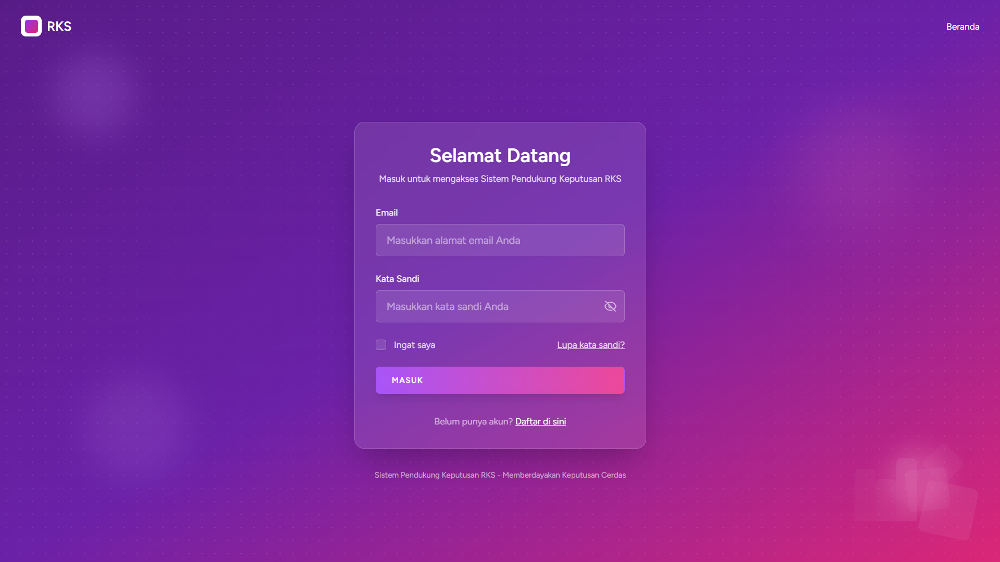 RKS
Beranda
Selamat Datang
Masuk untuk mengakses Sistem Pendukung Keputusan RKS
Email
Masukkan alamat email Anda
Kata Sandi
Masukkan kata sandi Anda
Ingat saya
Lupa kata sandi?
MASUK
Belum punya akun? Daftar di sini
Sistem Pendukung Keputusan RKS - Memberdayakan Keputusan Cerdas